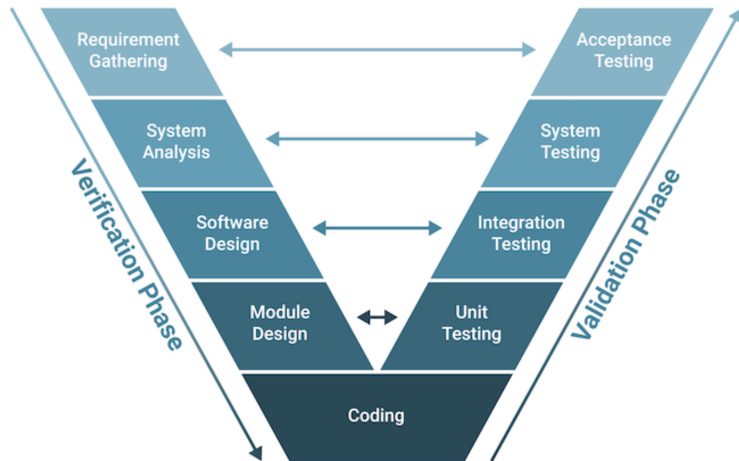 Requirement
Gathering
Acceptance
Testing
System
Analysis
System
Testing
Verification Phase
Software
Design
Integration
Testing
Validation Phase
Module
Design
Unit
Testing
Coding